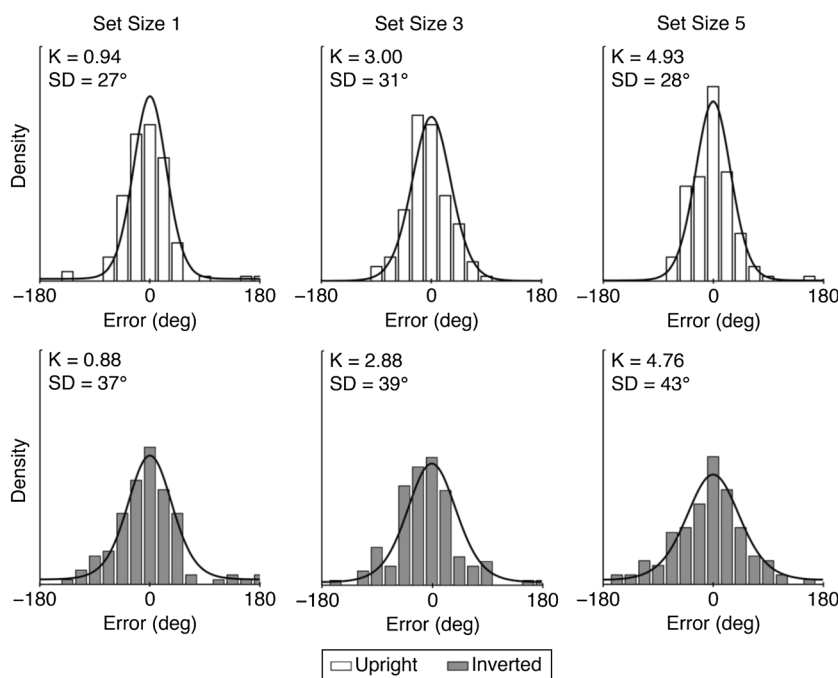 Set Size 1
Set Size 3
Set Size 5
K = 0.94
SD = 27°
K = 3.00
SD = 31°
K = 4.93
SD = 28°
Density
−180
0
180
−180
0
180
−180
0
180
Error (deg)
Error (deg)
Error (deg)
K = 0.88
SD = 37°
K = 2.88
SD = 39°
K = 4.76
SD = 43°
Density
−180
0
180
−180
0
180
−180
0
180
Error (deg)
Error (deg)
Error (deg)
Upright Inverted